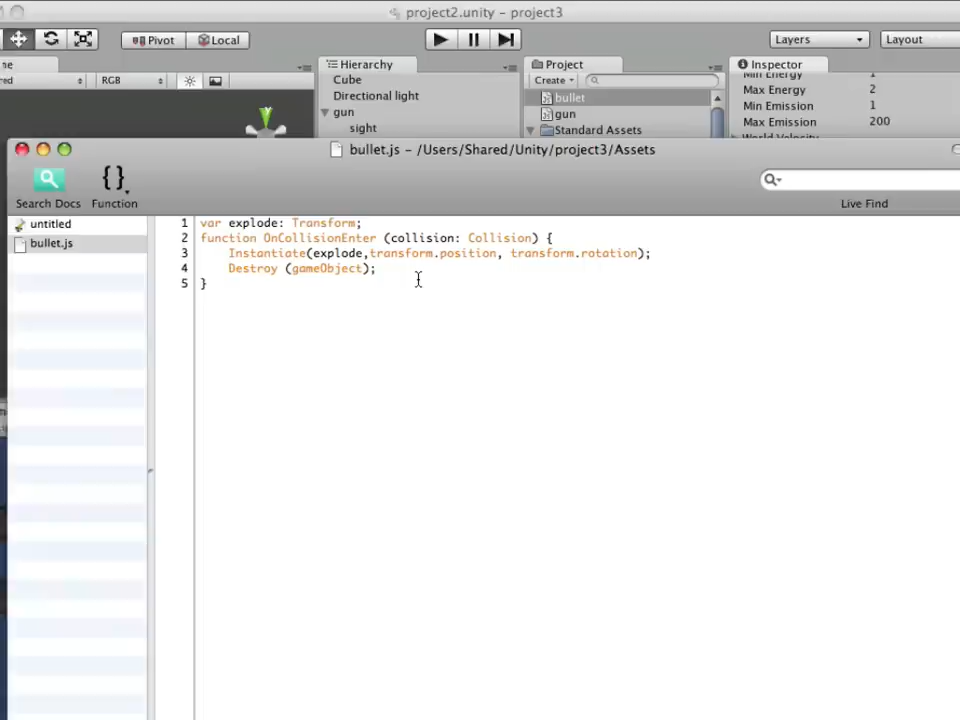 project2.unity – project3
Pivot
Local
Layers
Layout
Hierarchy
Project
Inspector
RGB
Create
Cube
Directional light
gun
sight
bullet
gun
Standard Assets
Max Energy 2
Min Emission 1
Max Emission 200
bullet.js – /Users/Shared/Unity/project3/Assets
Search Docs
{}
Function
Live Find
untitled
bullet.js
1 var explode: Transform;
2 function OnCollisionEnter (collision: Collision) {
3 Instantiate(explode,transform.position, transform.rotation);
4 Destroy (gameObject);
5 }